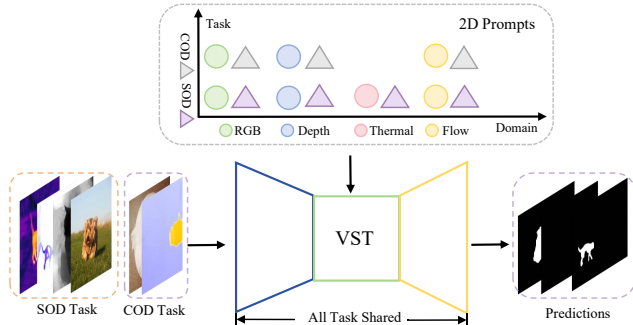 Task
2D Prompts
COD
SOD
RGB
Depth
Thermal
Flow
Domain
VST
SOD Task
COD Task
All Task Shared
Predictions